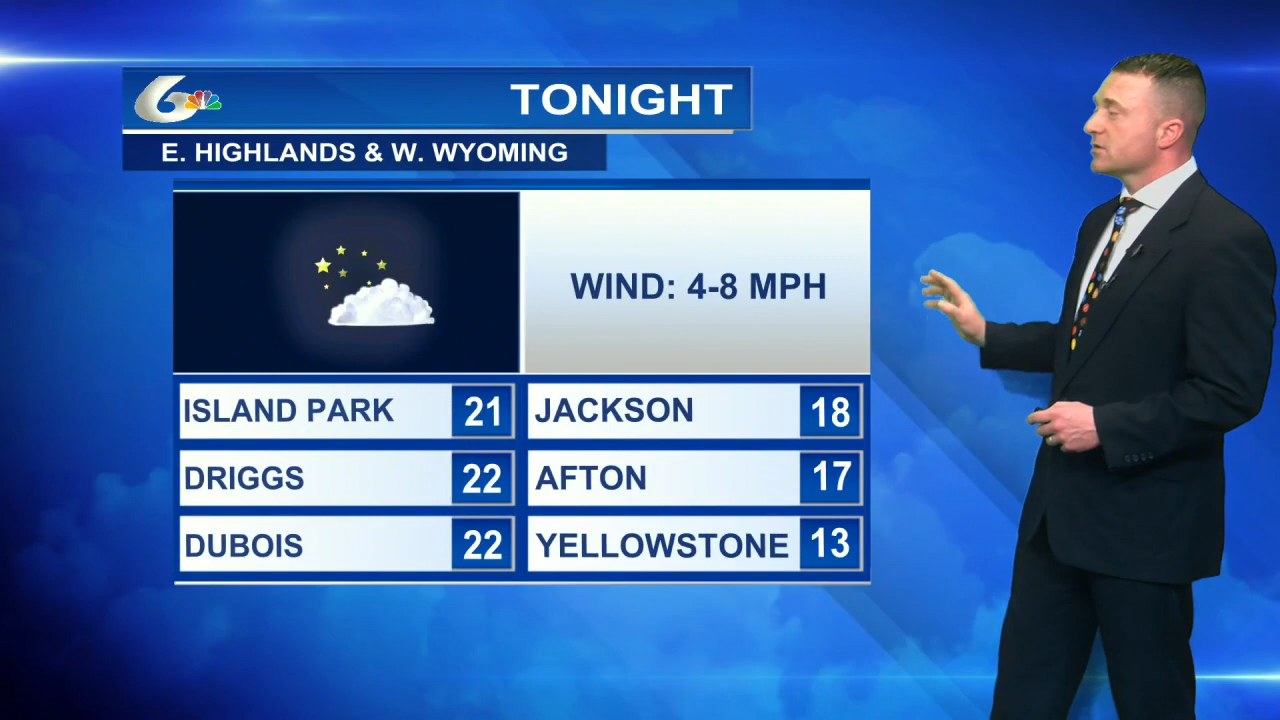 6
TONIGHT
E. HIGHLANDS & W. WYOMING
WIND: 4-8 MPH
ISLAND PARK 21
JACKSON 18
DRIGGS 22
AFTON 17
DUBOIS 22
YELLOWSTONE 13